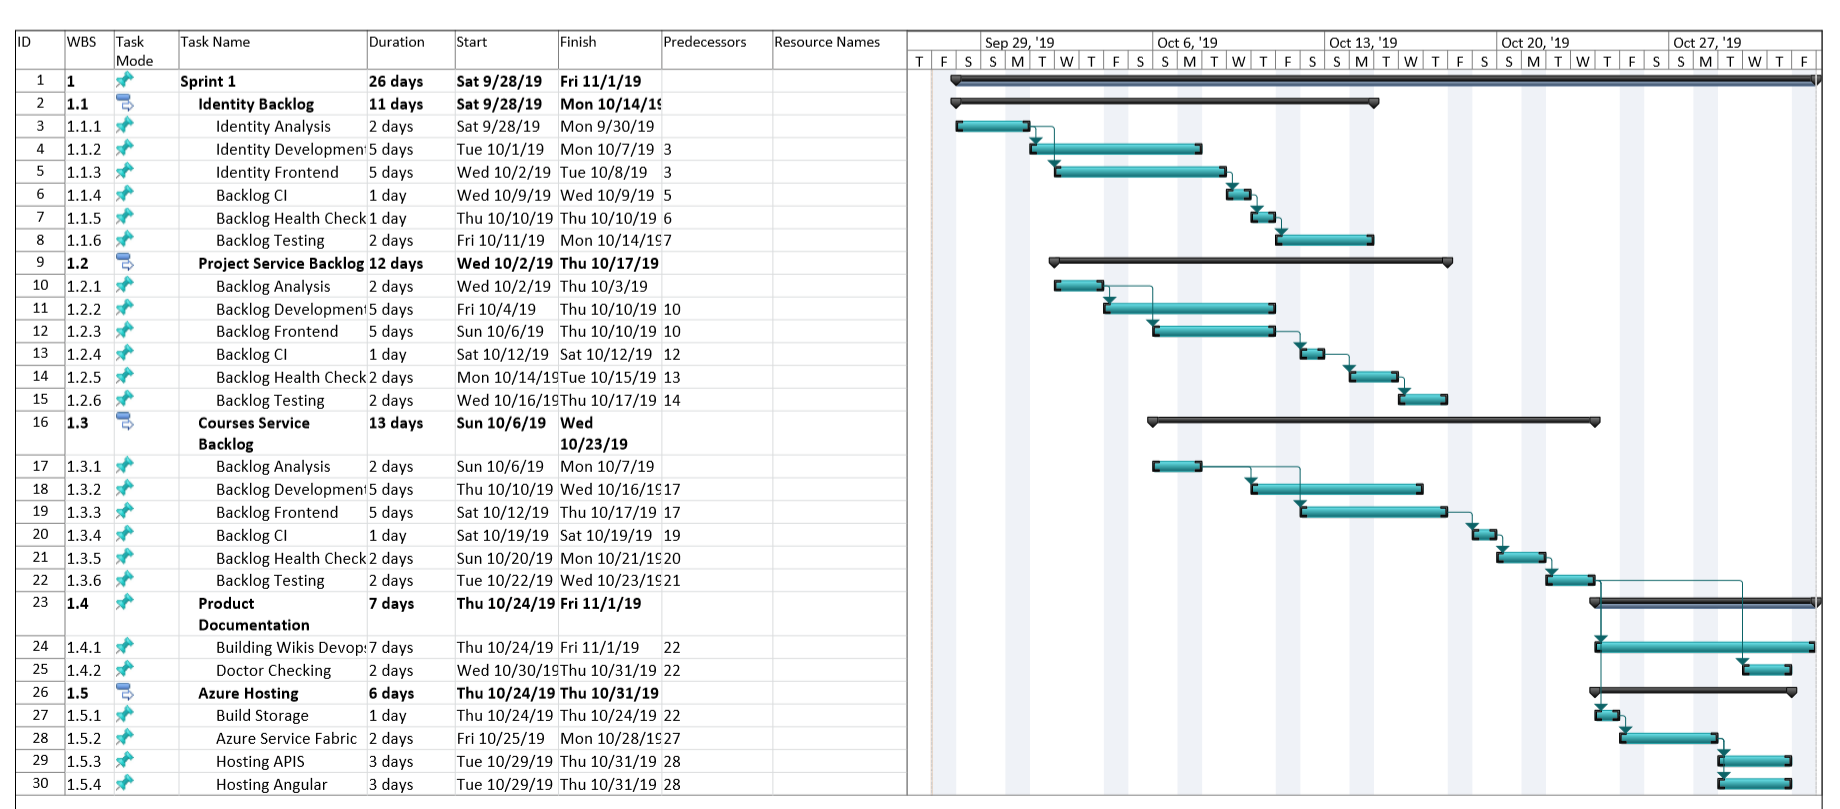 ID WBS Task Mode Task Name Duration Start Finish Predecessors Resource Names Sep 29, '19 Oct 6, '19 Oct 13, '19 Oct 20, '19 Oct 27, '19
T F S S M T W T F S S M T W T F S S M T W T F S S M T W T F S S M T W T F
1 1 Sprint 1 26 days Sat 9/28/19 Fri 11/1/19
2 1.1 Identity Backlog 11 days Sat 9/28/19 Mon 10/14/19
3 1.1.1 Identity Analysis 2 days Sat 9/28/19 Mon 9/30/19
4 1.1.2 Identity Development 5 days Tue 10/1/19 Mon 10/7/19 3
5 1.1.3 Identity Frontend 5 days Wed 10/2/19 Tue 10/8/19 3
6 1.1.4 Backlog CI 1 day Wed 10/9/19 Wed 10/9/19 5
7 1.1.5 Backlog Health Check 1 day Thu 10/10/19 Thu 10/10/19 6
8 1.1.6 Backlog Testing 2 days Fri 10/11/19 Mon 10/14/19 7
9 1.2 Project Service Backlog 12 days Wed 10/2/19 Thu 10/17/19
10 1.2.1 Backlog Analysis 2 days Wed 10/2/19 Thu 10/3/19
11 1.2.2 Backlog Development 5 days Fri 10/4/19 Thu 10/10/19 10
12 1.2.3 Backlog Frontend 5 days Sun 10/6/19 Thu 10/10/19 10
13 1.2.4 Backlog CI 1 day Sat 10/12/19 Sat 10/12/19 12
14 1.2.5 Backlog Health Check 2 days Mon 10/14/19 Tue 10/15/19 13
15 1.2.6 Backlog Testing 2 days Wed 10/16/19 Thu 10/17/19 14
16 1.3 Courses Service Backlog 13 days Sun 10/6/19 Wed 10/23/19
17 1.3.1 Backlog Analysis 2 days Sun 10/6/19 Mon 10/7/19
18 1.3.2 Backlog Development 5 days Thu 10/10/19 Wed 10/16/19 17
19 1.3.3 Backlog Frontend 5 days Sat 10/12/19 Thu 10/17/19 17
20 1.3.4 Backlog CI 1 day Sat 10/19/19 Sat 10/19/19 19
21 1.3.5 Backlog Health Check 2 days Sun 10/20/19 Mon 10/21/19 20
22 1.3.6 Backlog Testing 2 days Tue 10/22/19 Wed 10/23/19 21
23 1.4 Product Documentation 7 days Thu 10/24/19 Fri 11/1/19
24 1.4.1 Building Wikis Devops 7 days Thu 10/24/19 Fri 11/1/19 22
25 1.4.2 Doctor Checking 2 days Wed 10/30/19 Thu 10/31/19 22
26 1.5 Azure Hosting 6 days Thu 10/24/19 Thu 10/31/19
27 1.5.1 Build Storage 1 day Thu 10/24/19 Thu 10/24/19 22
28 1.5.2 Azure Service Fabric 2 days Fri 10/25/19 Mon 10/28/19 27
29 1.5.3 Hosting APIS 3 days Tue 10/29/19 Thu 10/31/19 28
30 1.5.4 Hosting Angular 3 days Tue 10/29/19 Thu 10/31/19 28